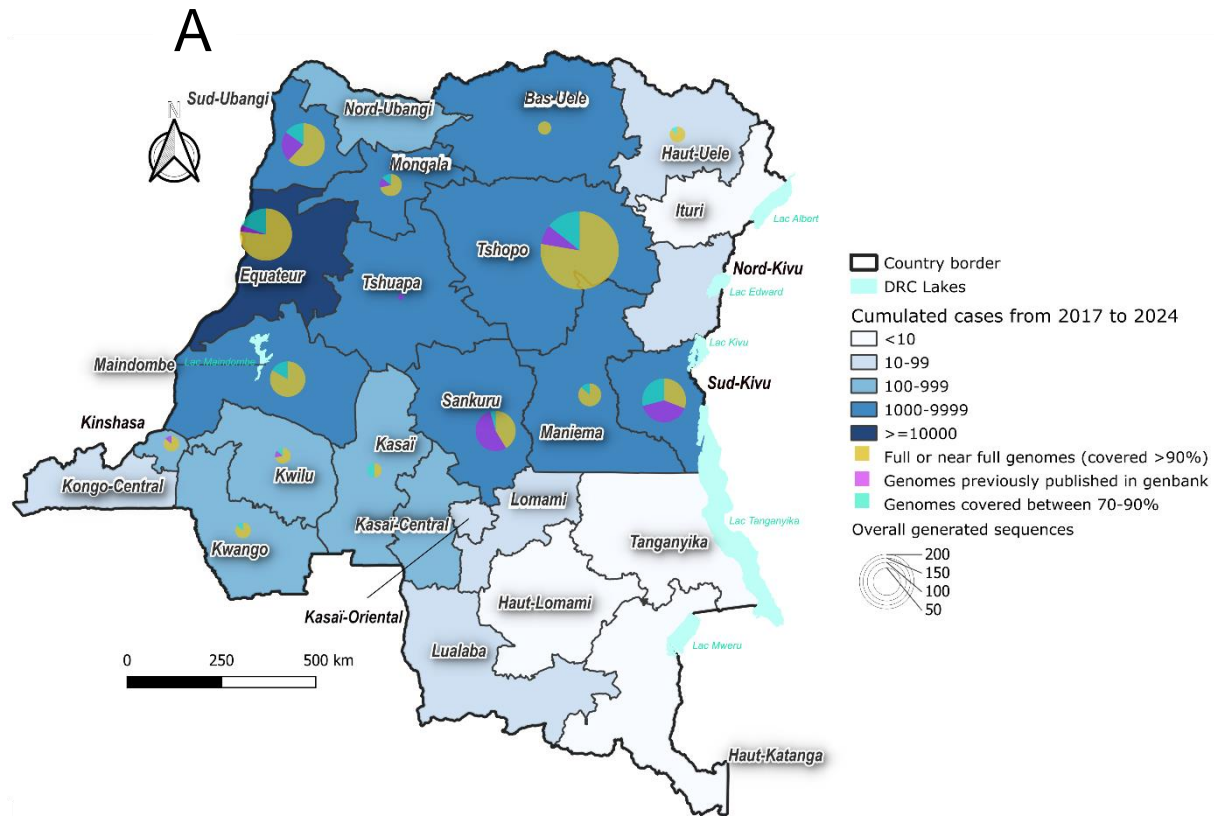 A
N
Sud-Ubangi
Nord-Ubangi
Bas-Uele
Haut-Uele
Mongala
Ituri
Lac Albert
Tshopo
Equateur
Tshuapa
Nord-Kivu
Lac Edward
Maindombe
Lac Maindombe
Lac Kivu
Sud-Kivu
Sankuru
Maniema
Kinshasa
Kasaï
Kwilu
Kongo-Central
Lomami
Kasaï-Central
Kwango
Tanganyika
Lac Tanganyika
Haut-Lomami
Kasaï-Oriental
Lualaba
Lac Mweru
Haut-Katanga
0 250 500 km
Country border
DRC Lakes
Cumulated cases from 2017 to 2024
<10
10-99
100-999
1000-9999
>=10000
Full or near full genomes (covered >90%)
Genomes previously published in genbank
Genomes covered between 70-90%
Overall generated sequences
200
150
100
50